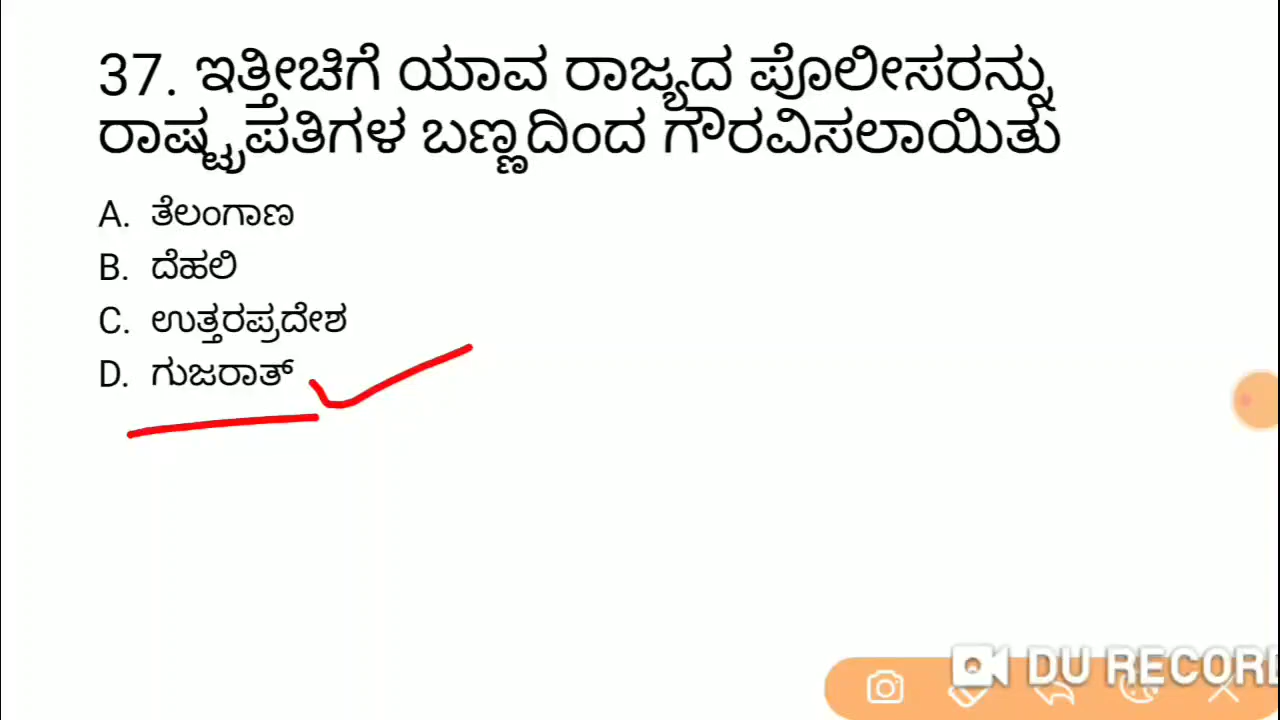 37. ಇತ್ತೀಚಿಗೆ ಯಾವ ರಾಜ್ಯದ ಪೊಲೀಸರನ್ನು
ರಾಷ್ಟ್ರಪತಿಗಳ ಬಣ್ಣದಿಂದ ಗೌರವಿಸಲಾಯಿತು
A. ತೆಲಂಗಾಣ
B. ದೆಹಲಿ
C. ಉತ್ತರಪ್ರದೇಶ
D. ಗುಜರಾತ್
DU RECORD